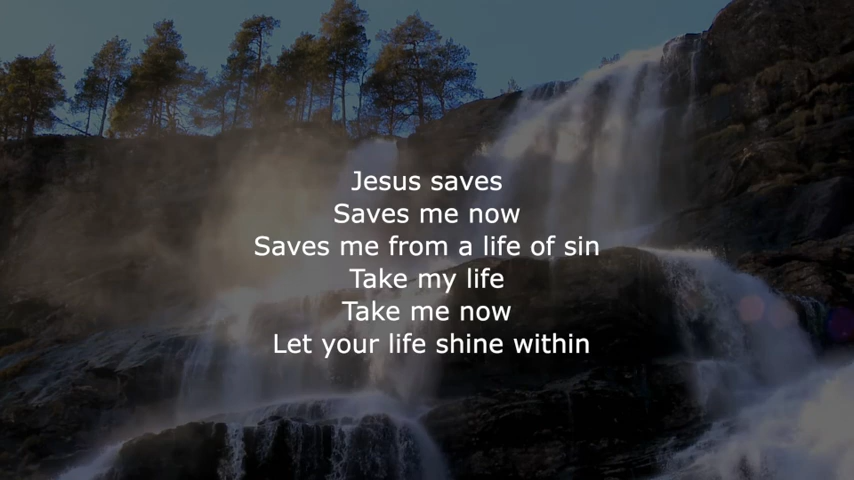 Jesus saves
Saves me now
Saves me from a life of sin
Take my life
Take me now
Let your life shine within